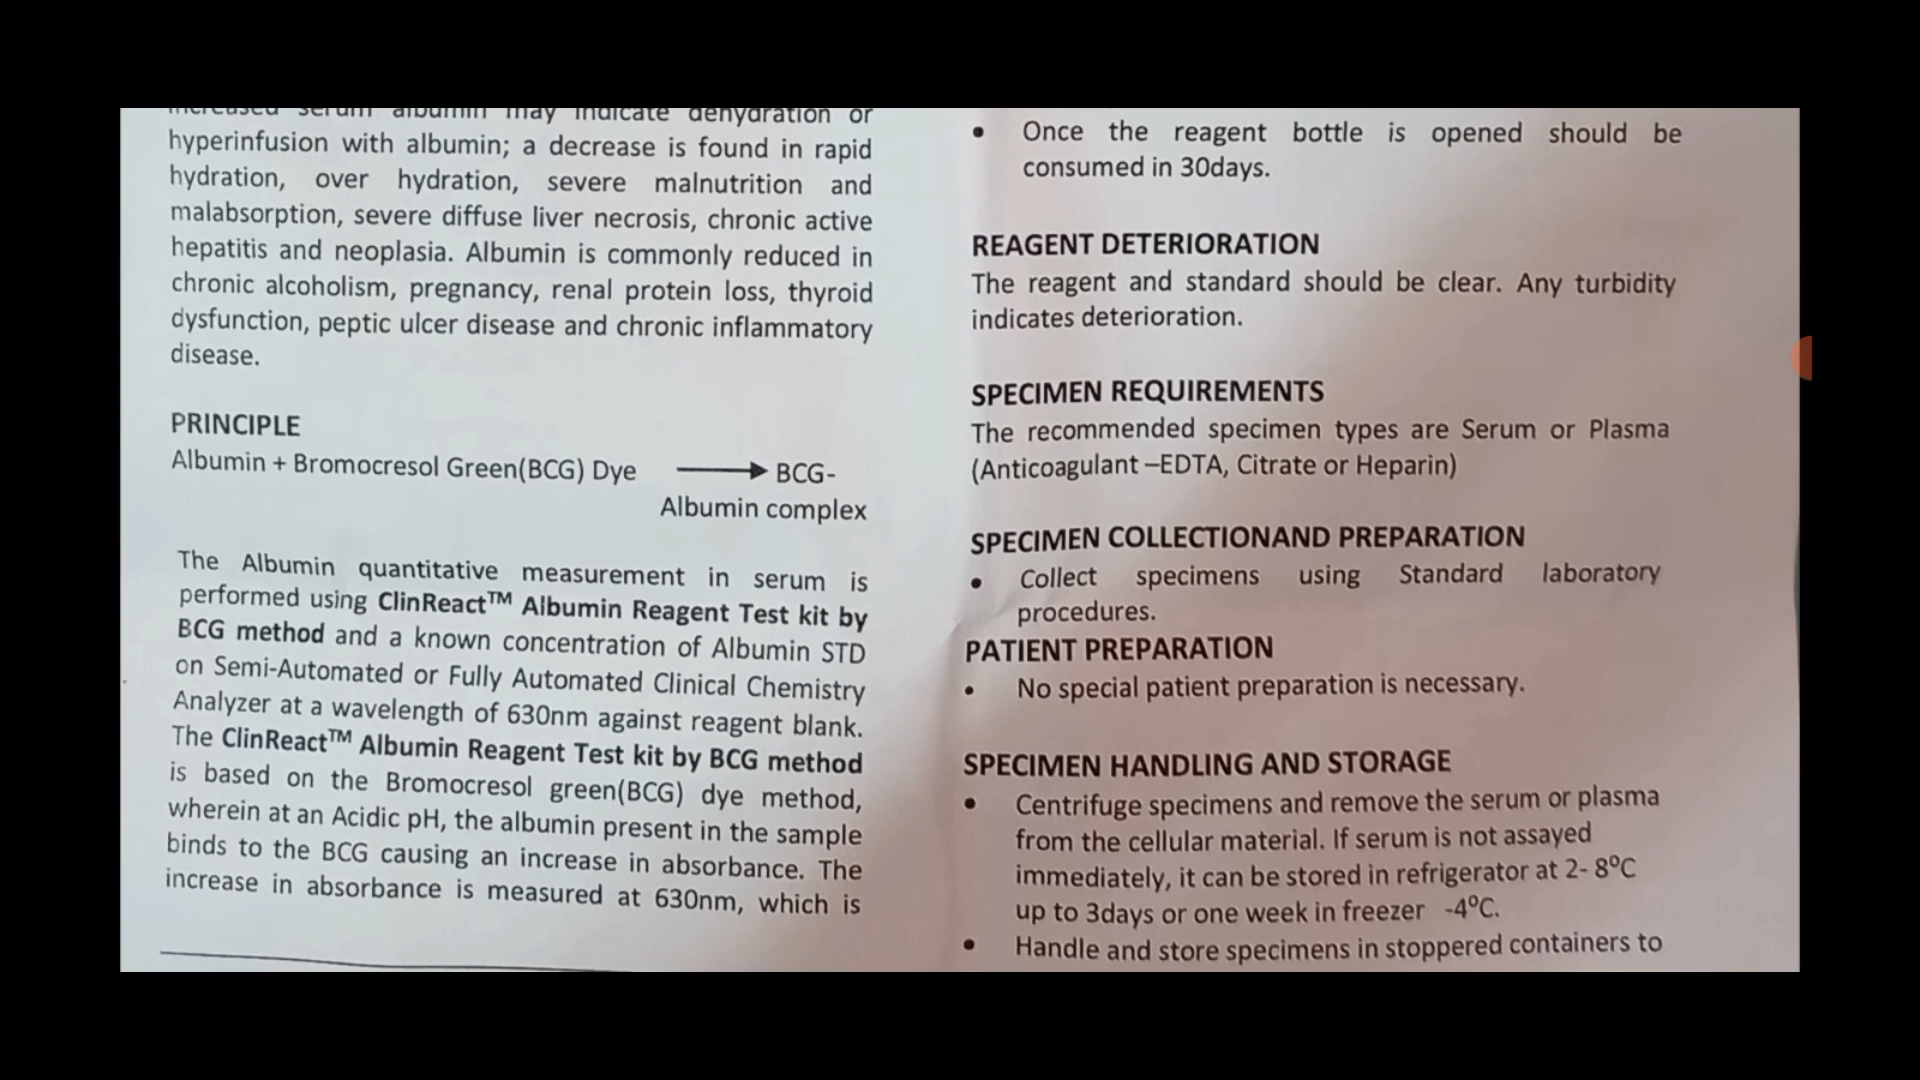 increased serum albumin may indicate dehydration or
hyperinfusion with albumin; a decrease is found in rapid
hydration, over hydration, severe malnutrition and
malabsorption, severe diffuse liver necrosis, chronic active
hepatitis and neoplasia. Albumin is commonly reduced in
chronic alcoholism, pregnancy, renal protein loss, thyroid
dysfunction, peptic ulcer disease and chronic inflammatory
disease.
PRINCIPLE
Albumin + Bromocresol Green(BCG) Dye → BCG-
Albumin complex
The Albumin quantitative measurement in serum is
performed using ClinReact™ Albumin Reagent Test kit by
BCG method and a known concentration of Albumin STD
on Semi-Automated or Fully Automated Clinical Chemistry
Analyzer at a wavelength of 630nm against reagent blank.
The ClinReact™ Albumin Reagent Test kit by BCG method
is based on the Bromocresol green(BCG) dye method,
wherein at an Acidic pH, the albumin present in the sample
binds to the BCG causing an increase in absorbance. The
increase in absorbance is measured at 630nm, which is
• Once the reagent bottle is opened should be
consumed in 30days.
REAGENT DETERIORATION
The reagent and standard should be clear. Any turbidity
indicates deterioration.
SPECIMEN REQUIREMENTS
The recommended specimen types are Serum or Plasma
(Anticoagulant –EDTA, Citrate or Heparin)
SPECIMEN COLLECTIONAND PREPARATION
• Collect specimens using Standard laboratory
procedures.
PATIENT PREPARATION
• No special patient preparation is necessary.
SPECIMEN HANDLING AND STORAGE
• Centrifuge specimens and remove the serum or plasma
from the cellular material. If serum is not assayed
immediately, it can be stored in refrigerator at 2- 8⁰C
up to 3days or one week in freezer -4⁰C.
• Handle and store specimens in stoppered containers to